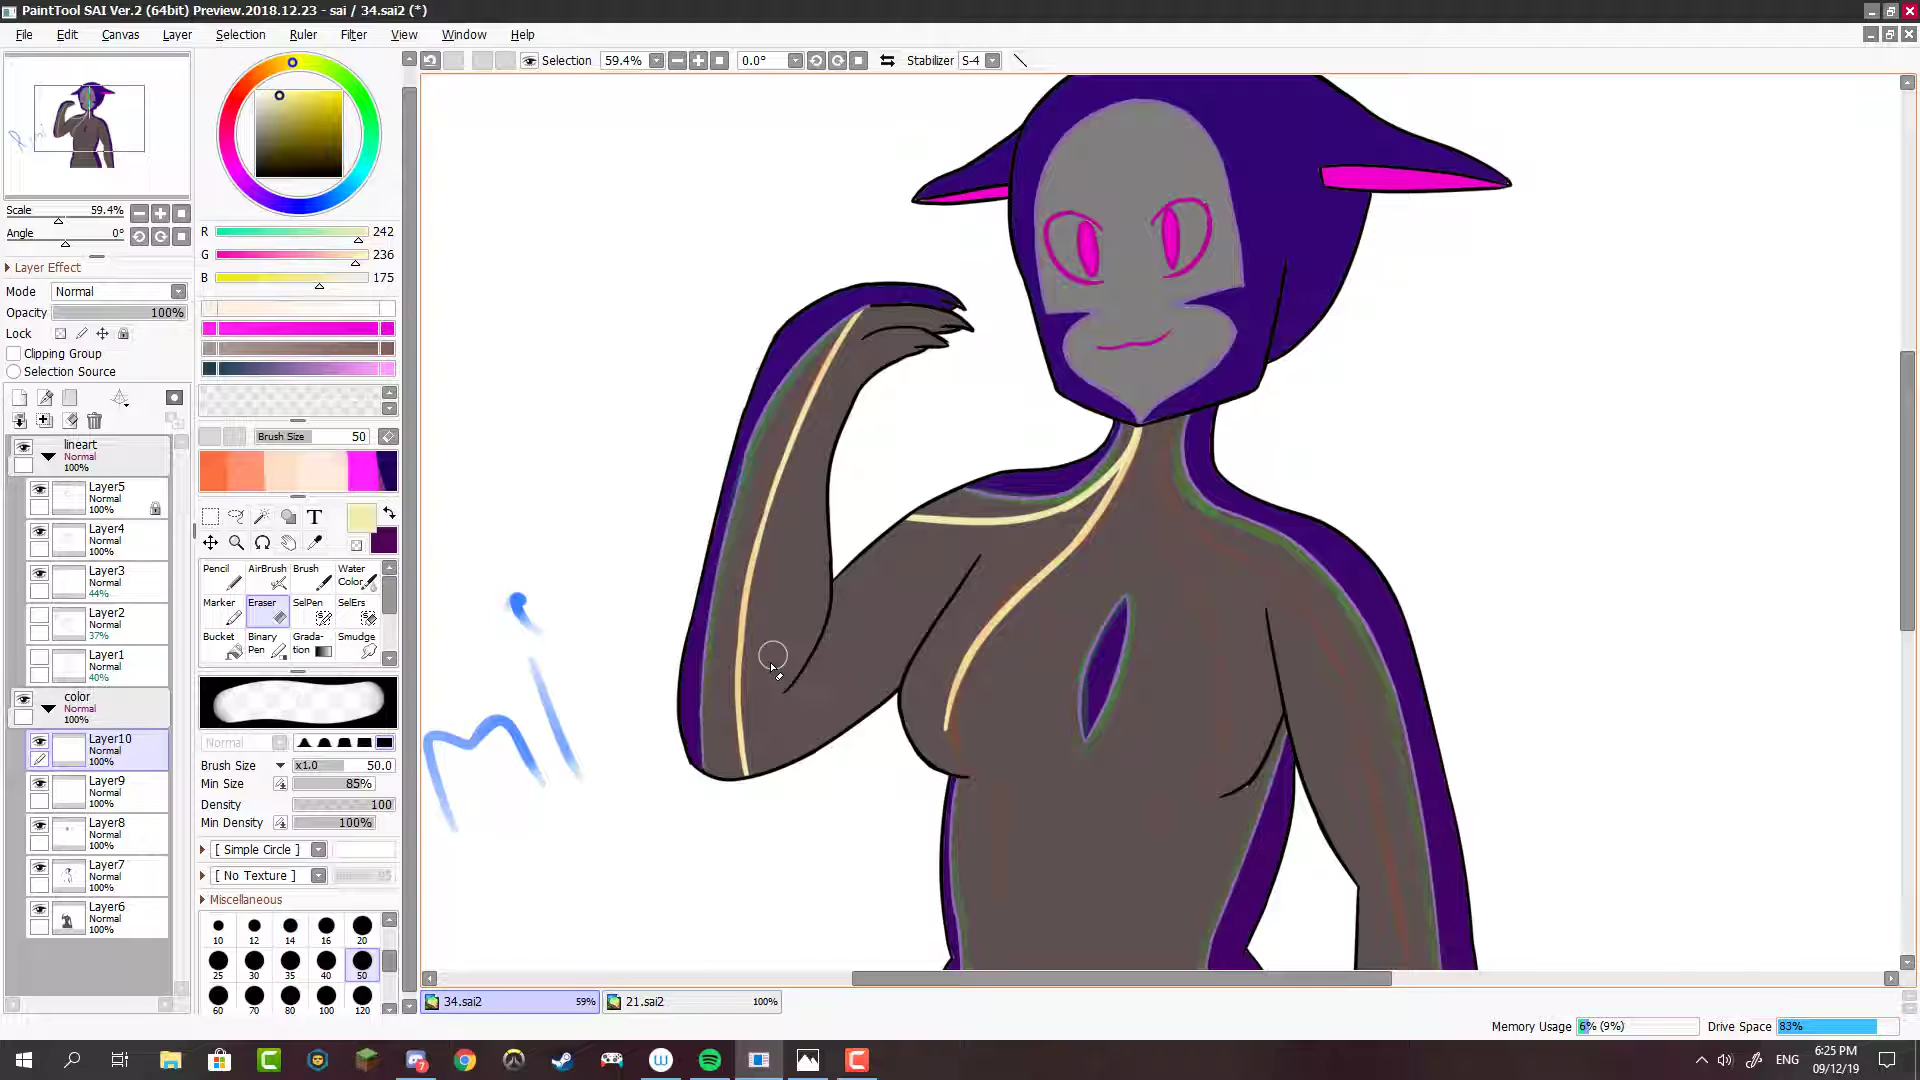 PaintTool SAI Ver.2 (64bit) Preview.2018.12.23 - sai / 34.sai2 (*)
File Edit Canvas Layer Selection Ruler Filter View Window Help
Selection 59.4% 0.0° Stabilizer S-4
Scale 59.4%
Angle 0°
Layer Effect
Mode Normal
Opacity 100%
Lock
Clipping Group
Selection Source
lineart
Normal
100%
Layer5
Normal
100%
Layer4
Normal
100%
Layer3
Normal
44%
Layer2
Normal
37%
Layer1
Normal
40%
color
Normal
100%
Layer10
Normal
100%
Layer9
Normal
100%
Layer8
Normal
100%
Layer7
Normal
100%
Layer6
Normal
100%
R 242
G 236
B 175
Brush Size 50
T
Pencil AirBrush Brush Water Color
Marker Eraser SelPen SelErs
Bucket Binary Pen Grada-tion Smudge
Normal
Brush Size x1.0 50.0
Min Size 85%
Density 100
Min Density 100%
[ Simple Circle ]
[ No Texture ] 95
Miscellaneous
10 12 14 16 20
25 30 35 40 50
60 70 80 100 120
mi
34.sai2 59% 21.sai2 100%
Memory Usage 6% (9%) Drive Space 83%
7
ENG
6:25 PM
09/12/19